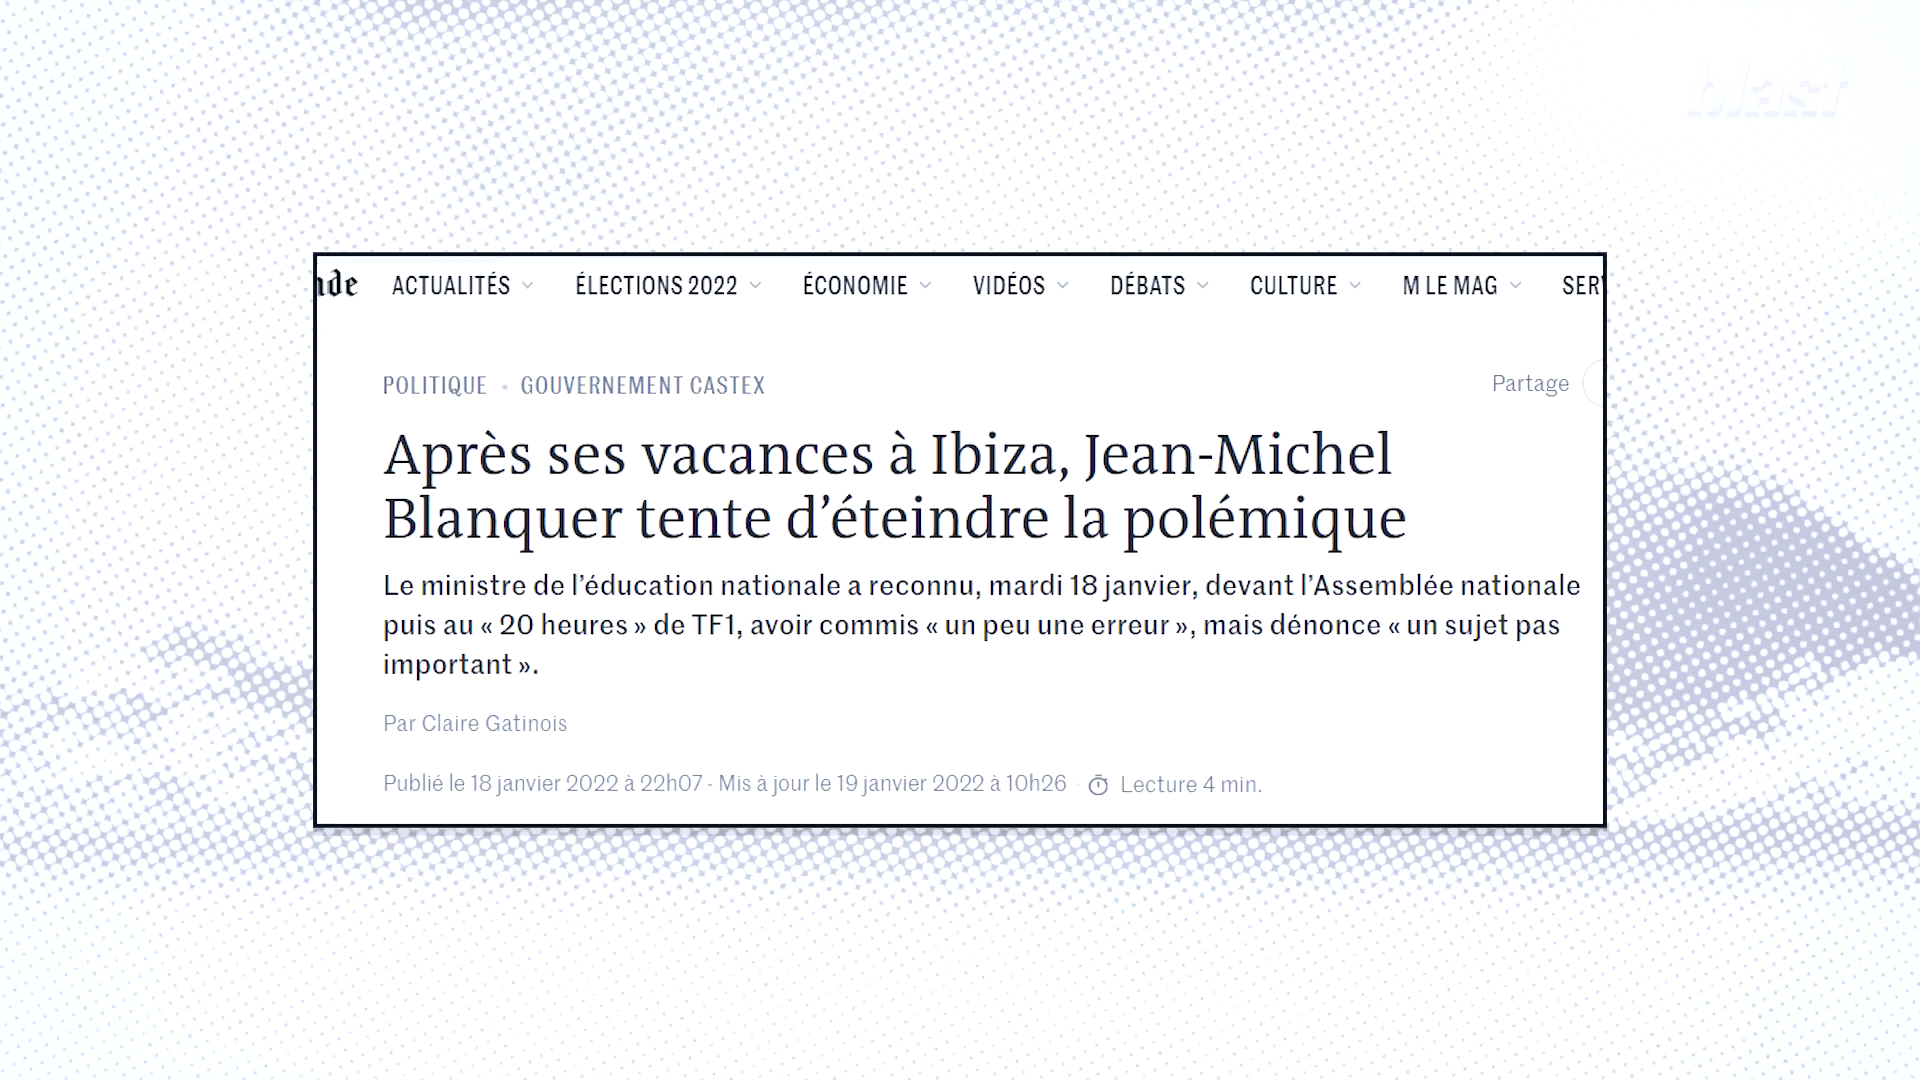 blast
nde ACTUALITÉS ÉLECTIONS 2022 ÉCONOMIE VIDÉOS DÉBATS CULTURE M LE MAG SERV
POLITIQUE • GOUVERNEMENT CASTEX
Partage
Après ses vacances à Ibiza, Jean-Michel
Blanquer tente d’éteindre la polémique
Le ministre de l’éducation nationale a reconnu, mardi 18 janvier, devant l’Assemblée nationale
puis au « 20 heures » de TF1, avoir commis « un peu une erreur », mais dénonce « un sujet pas
important ».
Par Claire Gatinois
Publié le 18 janvier 2022 à 22h07 - Mis à jour le 19 janvier 2022 à 10h26 · Lecture 4 min.